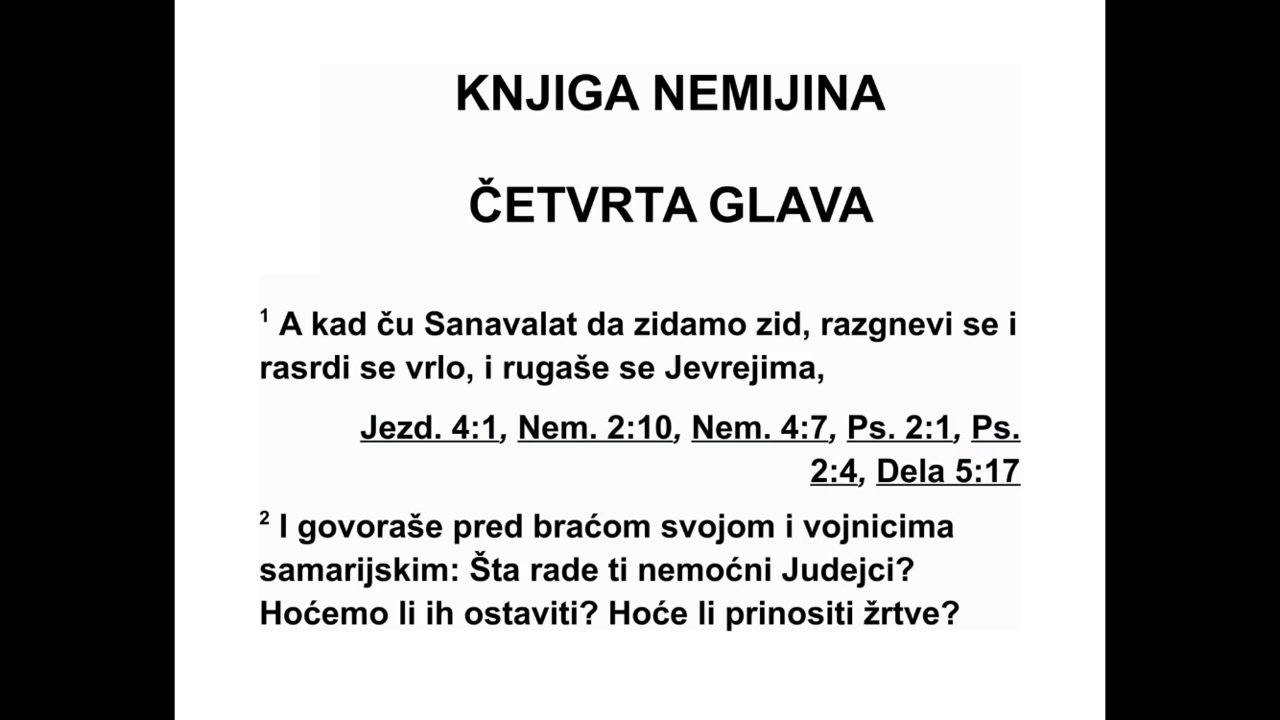 KNJIGA NEMIJINA
ČETVRTA GLAVA
1 A kad ču Sanavalat da zidamo zid, razgnevi se i
rasrdi se vrlo, i rugaše se Jevrejima,
Jezd. 4:1, Nem. 2:10, Nem. 4:7, Ps. 2:1, Ps.
2:4, Dela 5:17
2 I govoraše pred braćom svojom i vojnicima
samarijskim: Šta rade ti nemoćni Judejci?
Hoćemo li ih ostaviti? Hoće li prinositi žrtve?